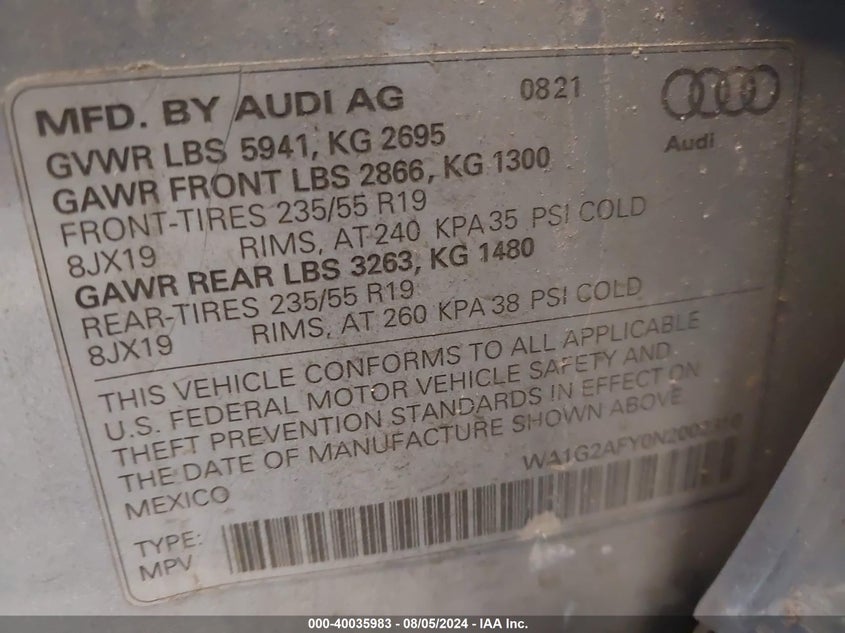 MFD. BY AUDI AG 0821
Audi
GVWR LBS 5941, KG 2695
GAWR FRONT LBS 2866, KG 1300
FRONT-TIRES 235/55 R19
8JX19 RIMS, AT 240 KPA 35 PSI COLD
GAWR REAR LBS 3263, KG 1480
REAR-TIRES 235/55 R19
8JX19 RIMS, AT 260 KPA 38 PSI COLD
THIS VEHICLE CONFORMS TO ALL APPLICABLE
U.S. FEDERAL MOTOR VEHICLE SAFETY AND
THEFT PREVENTION STANDARDS IN EFFECT ON
THE DATE OF MANUFACTURE SHOWN ABOVE.
MEXICO
TYPE:
MPV
000-40035983 - 08/05/2024 - IAA Inc.